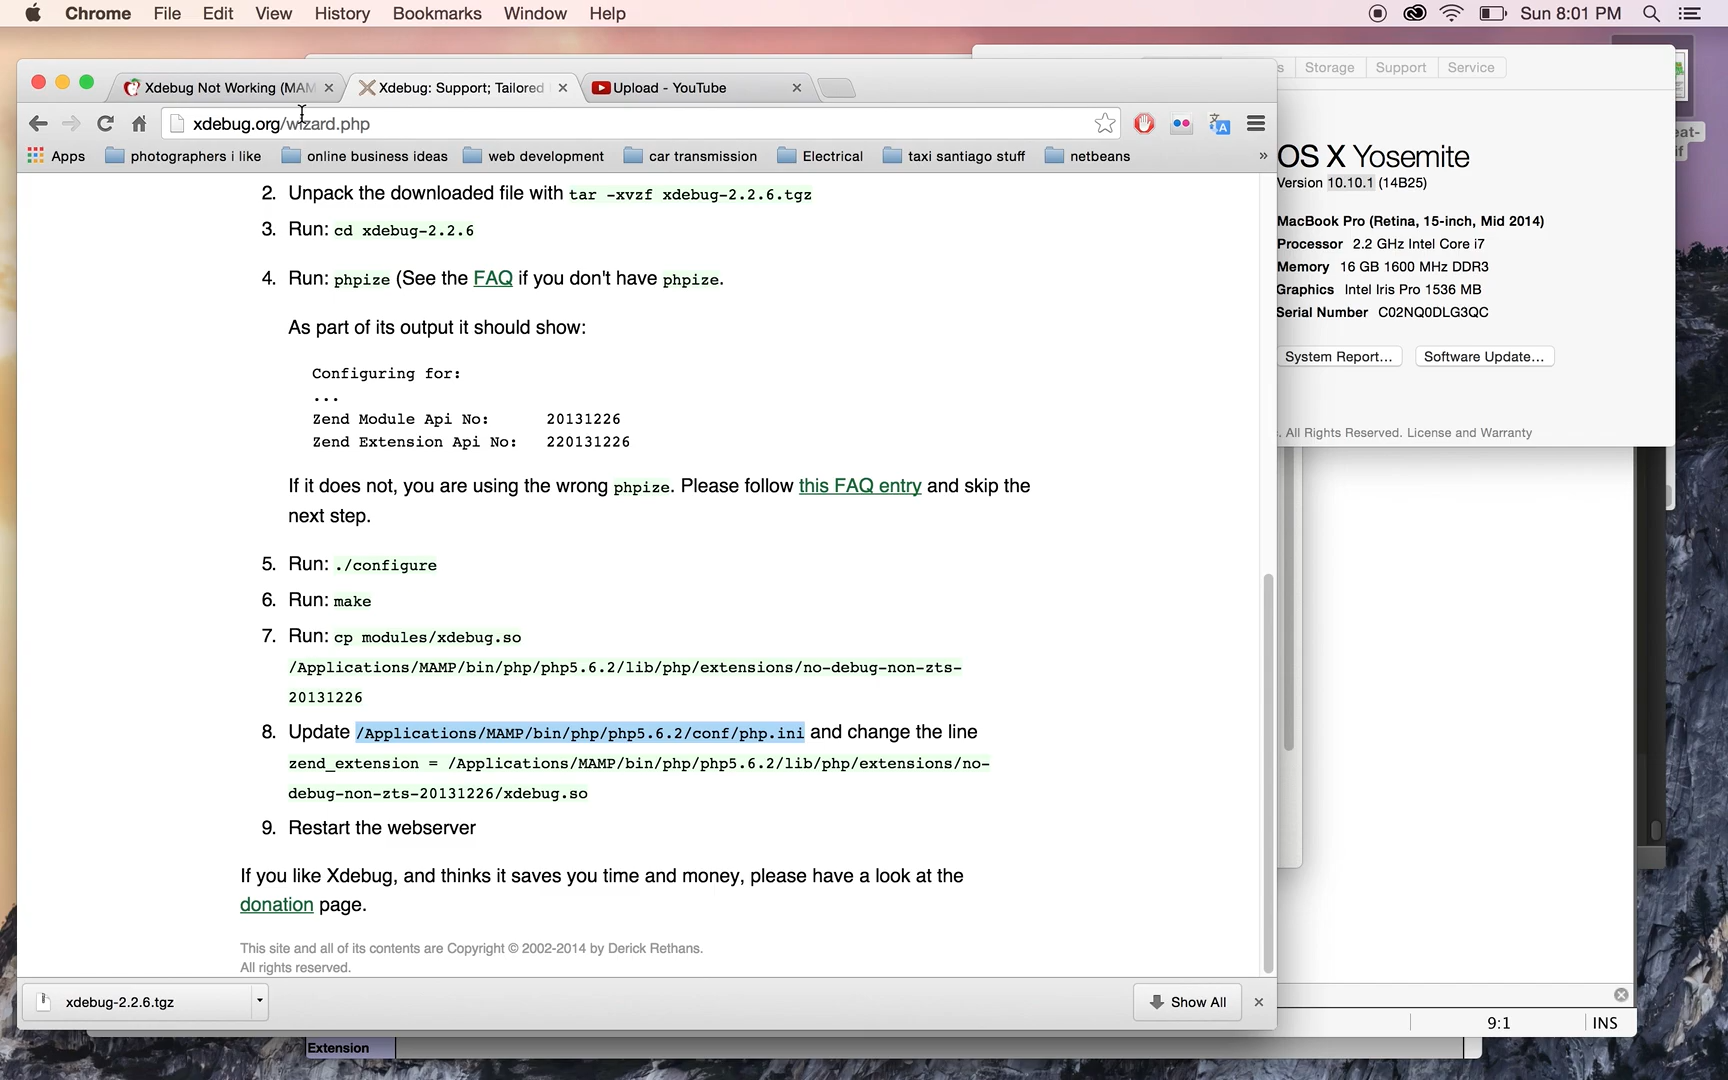 Chrome File Edit View History Bookmarks Window Help Sun 8:01 PM
Xdebug Not Working (MAM Xdebug: Support; Tailored Upload - YouTube
xdebug.org/wizard.php
Apps photographers i like online business ideas web development car transmission Electrical taxi santiago stuff netbeans »
2. Unpack the downloaded file with tar -xvzf xdebug-2.2.6.tgz
3. Run: cd xdebug-2.2.6
4. Run: phpize (See the FAQ if you don't have phpize.
As part of its output it should show:
Configuring for:
...
Zend Module Api No: 20131226
Zend Extension Api No: 220131226
If it does not, you are using the wrong phpize. Please follow this FAQ entry and skip the
next step.
5. Run: ./configure
6. Run: make
7. Run: cp modules/xdebug.so
/Applications/MAMP/bin/php/php5.6.2/lib/php/extensions/no-debug-non-zts-
20131226
8. Update /Applications/MAMP/bin/php/php5.6.2/conf/php.ini and change the line
zend_extension = /Applications/MAMP/bin/php/php5.6.2/lib/php/extensions/no-
debug-non-zts-20131226/xdebug.so
9. Restart the webserver
If you like Xdebug, and thinks it saves you time and money, please have a look at the
donation page.
This site and all of its contents are Copyright © 2002-2014 by Derick Rethans.
All rights reserved.
xdebug-2.2.6.tgz Show All
Extension
s Storage Support Service
OS X Yosemite
Version 10.10.1 (14B25)
MacBook Pro (Retina, 15-inch, Mid 2014)
Processor 2.2 GHz Intel Core i7
Memory 16 GB 1600 MHz DDR3
Graphics Intel Iris Pro 1536 MB
Serial Number C02NQ0DLG3QC
System Report... Software Update...
. All Rights Reserved. License and Warranty
eat-
if
9:1 INS